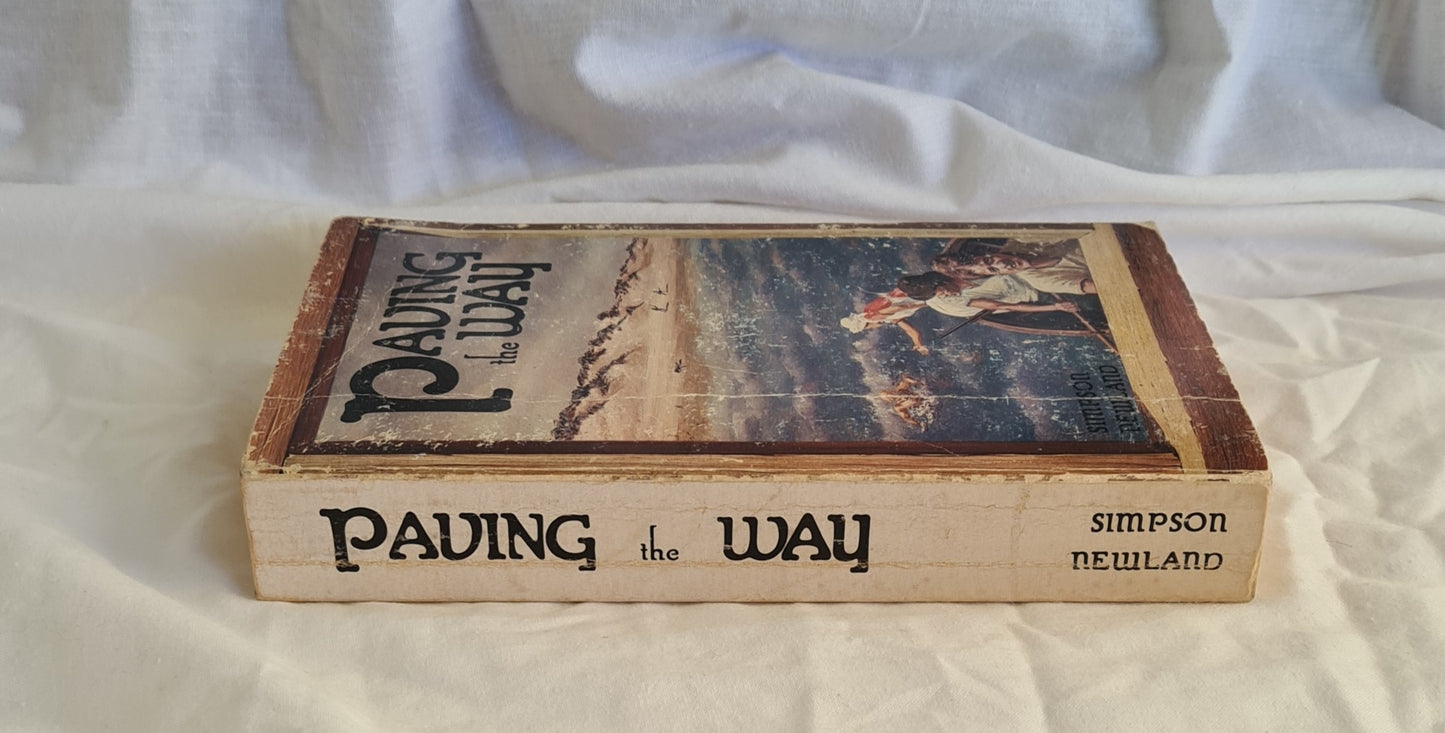 PAVING
the WAY
SIMPSON
NEWLAND
PAVING the WAY
SIMPSON
NEWLAND